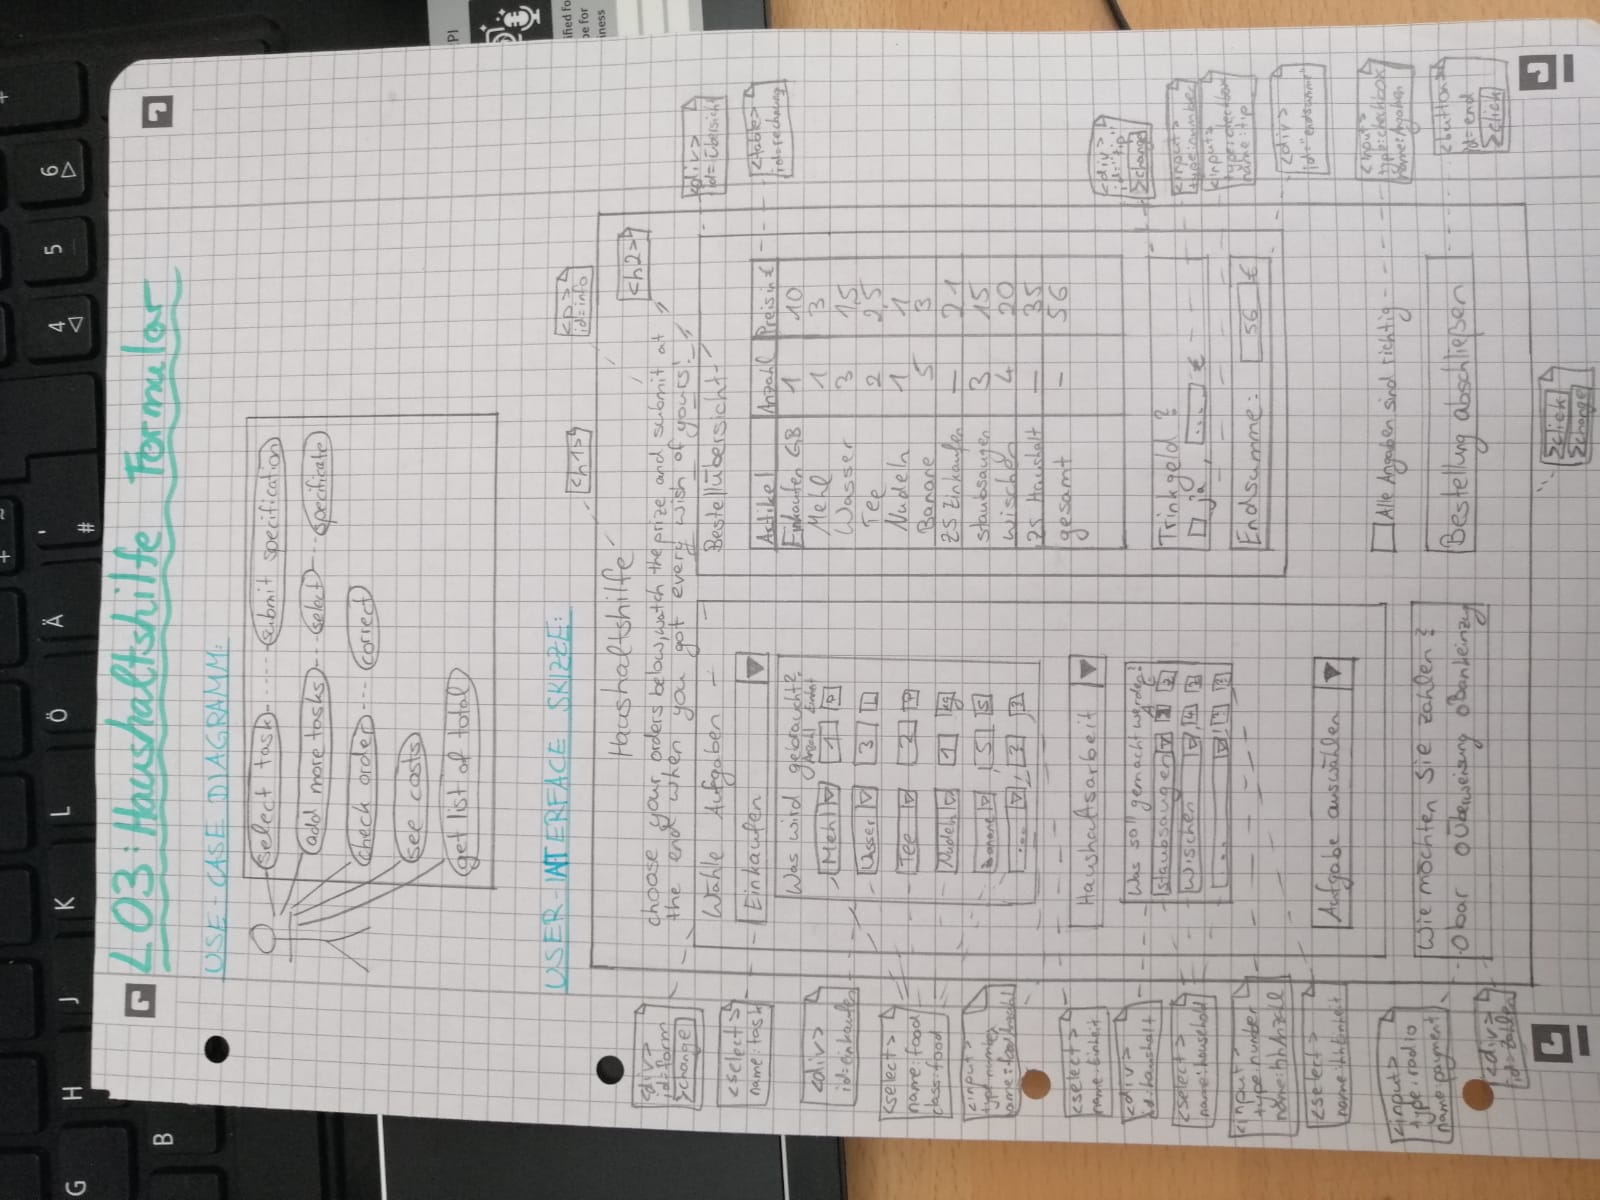 G
H
J
K
L
Ö
Ä
'
#
+
~
4
5
6
+
B
L03: Haushaltshilfe Formular
USE-CASE DIAGRAMM:
select task
submit specification
add more tasks
select
specificate
check order
correct
see costs
get list of total
USER-INTERFACE SKIZZE:
<h1>
<p>
id=info
<h2>
Haushaltshilfe
choose your orders below, watch the prize and submit at
the end when you got every wish of yours!
<div>
id=form
change
Wähle Aufgaben
<select>
name:task
Einkaufen
Was wird gebraucht?
Anzahl Einheit
<div>
id=einkaufen
Mehl 1 P
Wasser 3 L
Tee 2 P
Nudeln 1 kg
Banane 5 S
... ? ?
<select>
name:food
class:food
<input>
type:number
name:foodAnzahl
<select>
name:Einheit
Haushaltsarbeit
<div>
id:haushalt
Was soll gemacht werden?
A E
staubsaugen
wischen 4
...
<select>
name:household
<input>
type:number
name:hhAnzahl
<select>
name:hhEinheit
Aufgabe auswählen
<input>
type:radio
name:payment
Wie möchten Sie zahlen?
bar Überweisung Bankeinzug
<div>
id=zahlen
Bestellübersicht
<div>
id=Übersicht
<table>
id=rechnung
Artikel Anzahl Preis in €
Einkaufen GB 1 10
Mehl 1 3
Wasser 3 1,5
Tee 2 2,5
Nudeln 1 1
Banane 5 3
ZS Einkaufen — 21
staubsaugen 3 15
wischen 4 20
ZS Haushalt — 35
gesamt — 56
<div>
id="tip"
change
Trinkgeld?
ja, ... €
<input>
type:number
<input>
type:checkbox
name:tip
Endsumme: 56 €
<div>
id="endsumme"
Alle Angaben sind richtig
<input>
type:checkbox
name:Agaben
Bestellung abschließen
<button>
id=end
click
click
change
PI
ified fo
be for
iness